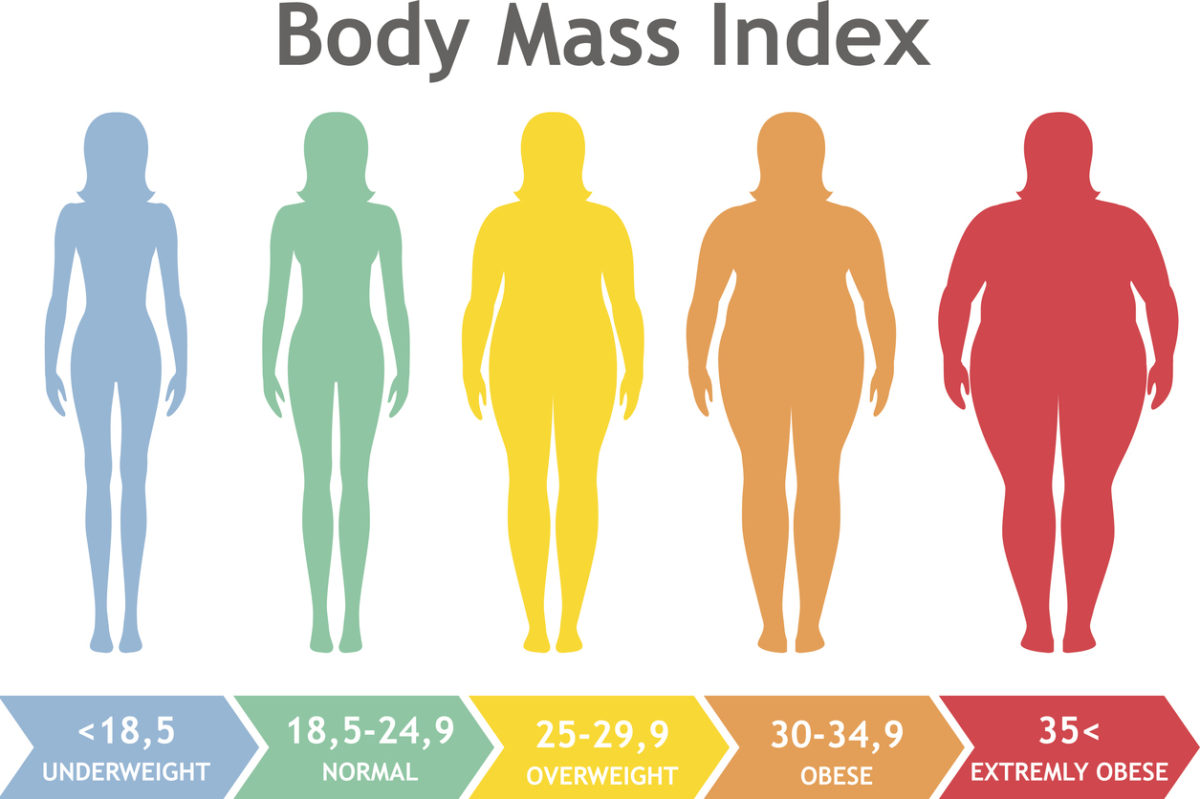 Body Mass Index
<18,5
UNDERWEIGHT
18,5-24,9
NORMAL
25-29,9
OVERWEIGHT
30-34,9
OBESE
35<
EXTREMLY OBESE